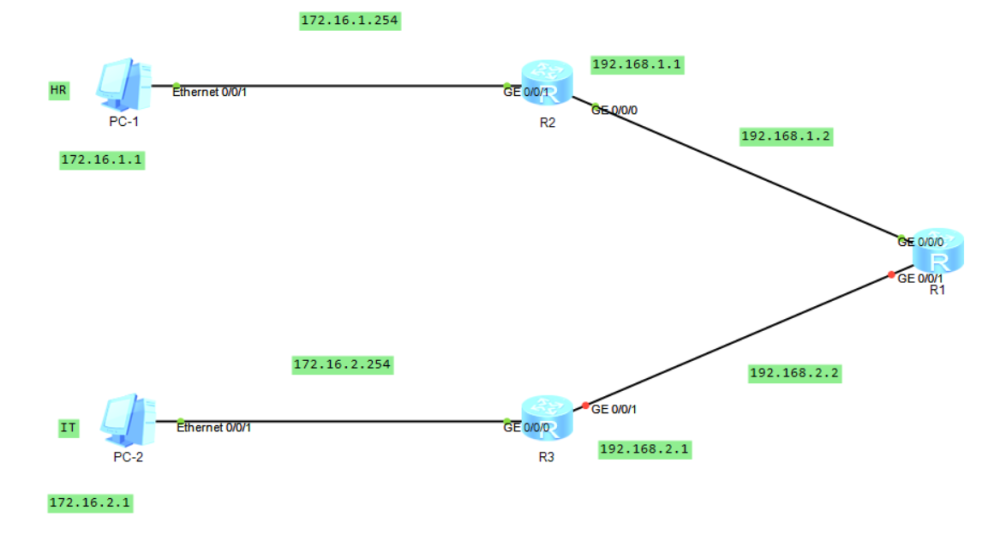 172.16.1.254
192.168.1.1
HR
Ethernet 0/0/1
GE 0/0/1
R
GE 0/0/0
PC-1
R2
192.168.1.2
172.16.1.1
GE 0/0/0
R
GE 0/0/1
R1
172.16.2.254
192.168.2.2
GE 0/0/1
IT
Ethernet 0/0/1
GE 0/0/0
R
192.168.2.1
PC-2
R3
172.16.2.1